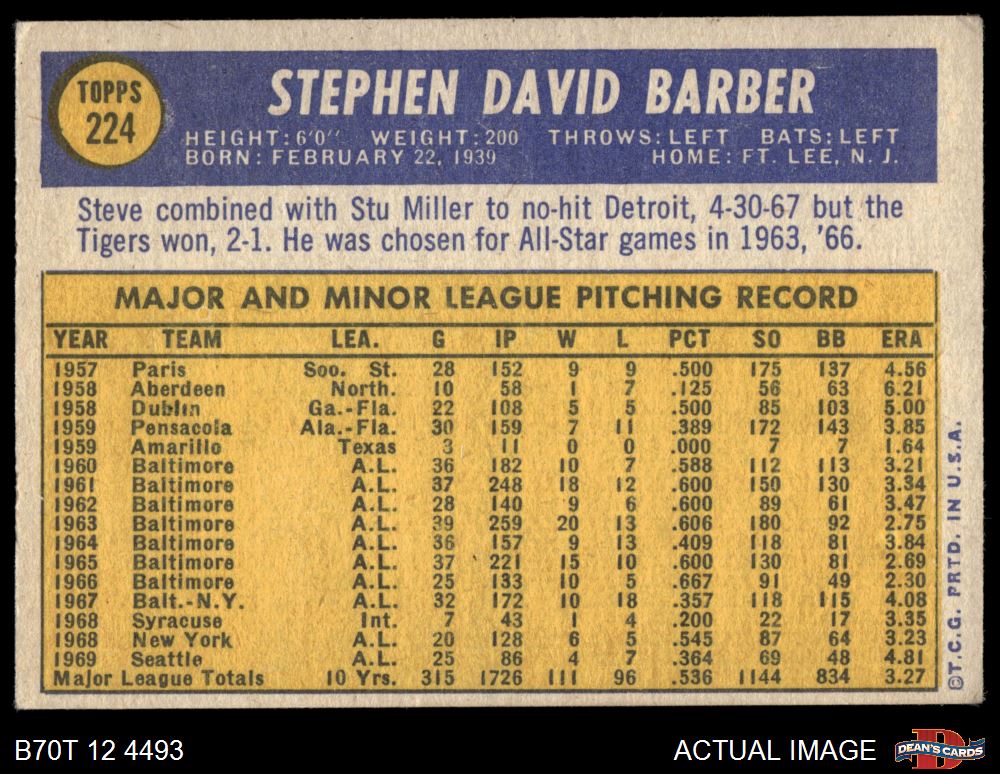 TOPPS
224
STEPHEN DAVID BARBER
HEIGHT: 6'0" WEIGHT: 200 THROWS: LEFT BATS: LEFT
BORN: FEBRUARY 22, 1939 HOME: FT. LEE, N. J.
Steve combined with Stu Miller to no-hit Detroit, 4-30-67 but the
Tigers won, 2-1. He was chosen for All-Star games in 1963, '66.
MAJOR AND MINOR LEAGUE PITCHING RECORD
YEAR TEAM LEA. G IP W L PCT SO BB ERA
1957 Paris Soo. St. 28 152 9 9 .500 175 137 4.56
1958 Aberdeen North. 10 58 1 7 .125 56 63 6.21
1958 Dublin Ga.-Fla. 22 108 5 5 .500 85 103 5.00
1959 Pensacola Ala.-Fla. 30 159 7 11 .389 172 143 3.85
1959 Amarillo Texas 3 11 0 0 .000 7 7 1.64
1960 Baltimore A.L. 36 182 10 7 .588 112 113 3.21
1961 Baltimore A.L. 37 248 18 12 .600 150 130 3.34
1962 Baltimore A.L. 28 140 9 6 .600 89 61 3.47
1963 Baltimore A.L. 39 259 20 13 .606 180 92 2.75
1964 Baltimore A.L. 36 157 9 13 .409 118 81 3.84
1965 Baltimore A.L. 37 221 15 10 .600 130 81 2.69
1966 Baltimore A.L. 25 133 10 5 .667 91 49 2.30
1967 Balt.-N.Y. A.L. 32 172 10 18 .357 118 115 4.08
1968 Syracuse Int. 7 43 1 4 .200 22 17 3.35
1968 New York A.L. 20 128 6 5 .545 87 64 3.23
1969 Seattle A.L. 25 86 4 7 .364 69 48 4.81
Major League Totals 10 Yrs. 315 1726 111 96 .536 1144 834 3.27
©T.C.G. PRTD. IN U.S.A.
B70T 12 4493
ACTUAL IMAGE
DEAN'S CARDS